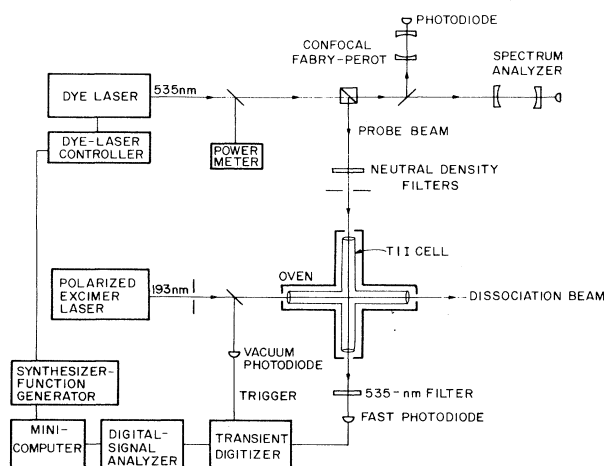 PHOTODIODE
CONFOCAL
FABRY-PEROT
SPECTRUM
ANALYZER
DYE LASER
535nm
DYE-LASER
CONTROLLER
POWER
METER
PROBE BEAM
NEUTRAL DENSITY
FILTERS
TlI CELL
OVEN
POLARIZED
EXCIMER
LASER
193nm
DISSOCIATION BEAM
VACUUM
PHOTODIODE
TRIGGER
SYNTHESIZER-
FUNCTION
GENERATOR
535-nm FILTER
FAST PHOTODIODE
MINI-
COMPUTER
DIGITAL-
SIGNAL
ANALYZER
TRANSIENT
DIGITIZER